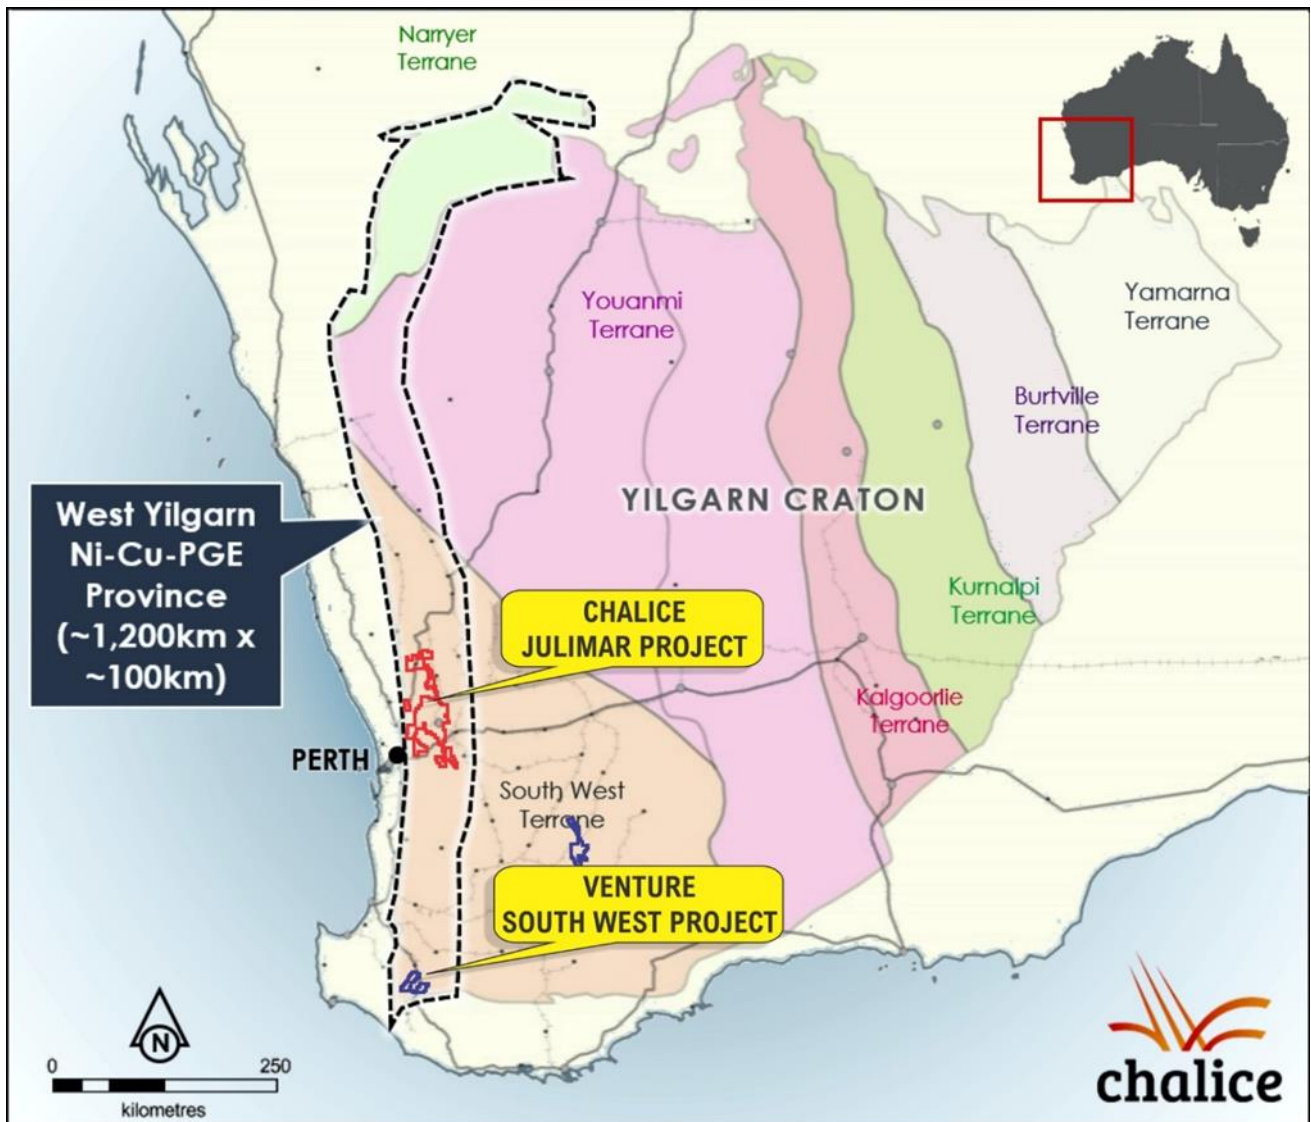 Narryer
Terrane
Youanmi
Terrane
Yamarna
Terrane
Burtville
Terrane
West Yilgarn
Ni-Cu-PGE
Province
(~1,200km x
~100km)
YILGARN CRATON
Kurnalpi
Terrane
CHALICE
JULIMAR PROJECT
Kalgoorlie
Terrane
PERTH
South West
Terrane
VENTURE
SOUTH WEST PROJECT
N
0 250
kilometres
chalice